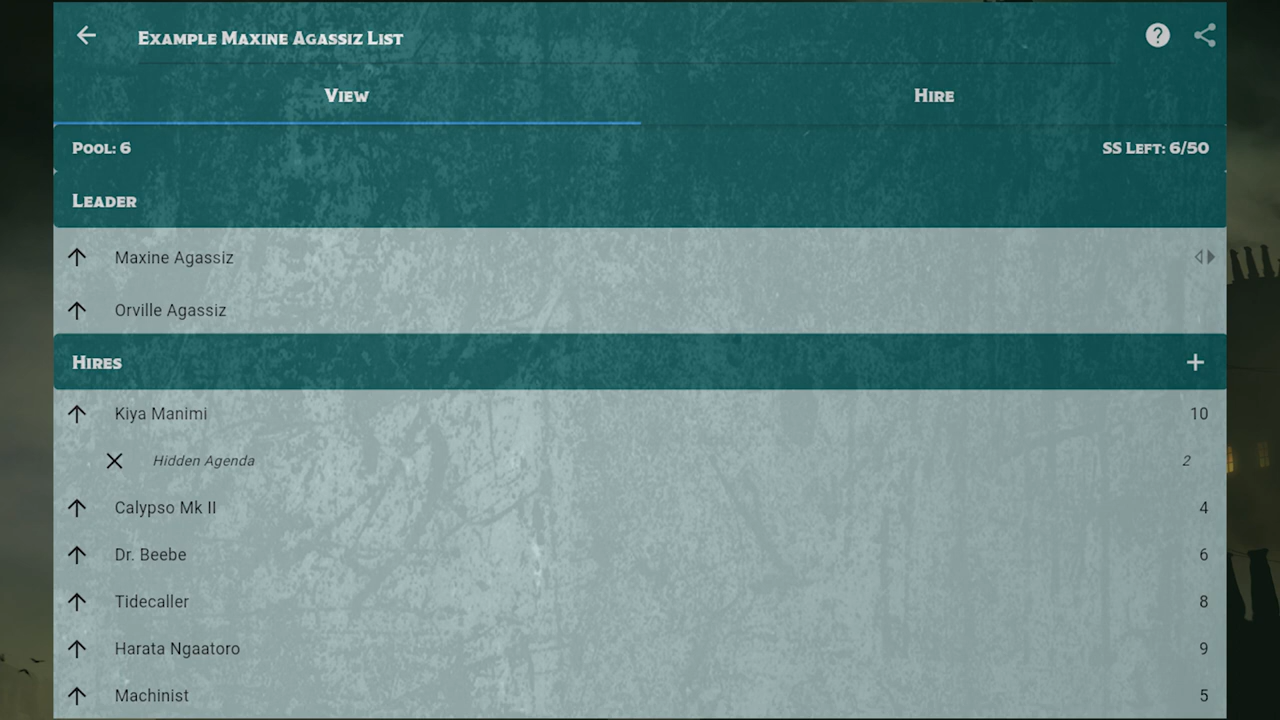 Example Maxine Agassiz List
View
Hire
Pool: 6
SS Left: 6/50
Leader
Maxine Agassiz
Orville Agassiz
Hires
Kiya Manimi 10
Hidden Agenda 2
Calypso Mk II 4
Dr. Beebe 6
Tidecaller 8
Harata Ngaatoro 9
Machinist 5